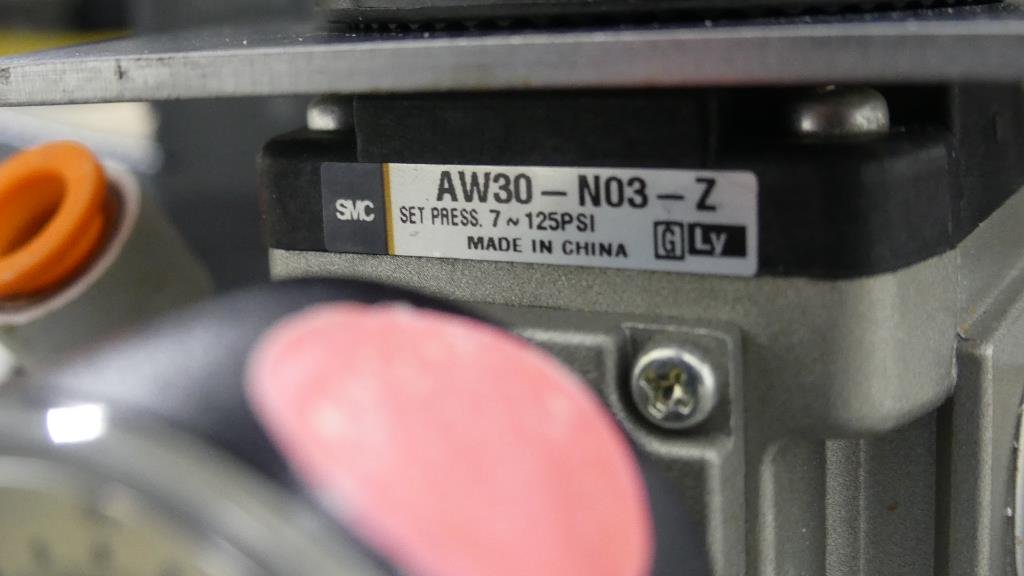 AW30-N03-Z
SMC
SET PRESS. 7~125PSI
MADE IN CHINA
G Ly